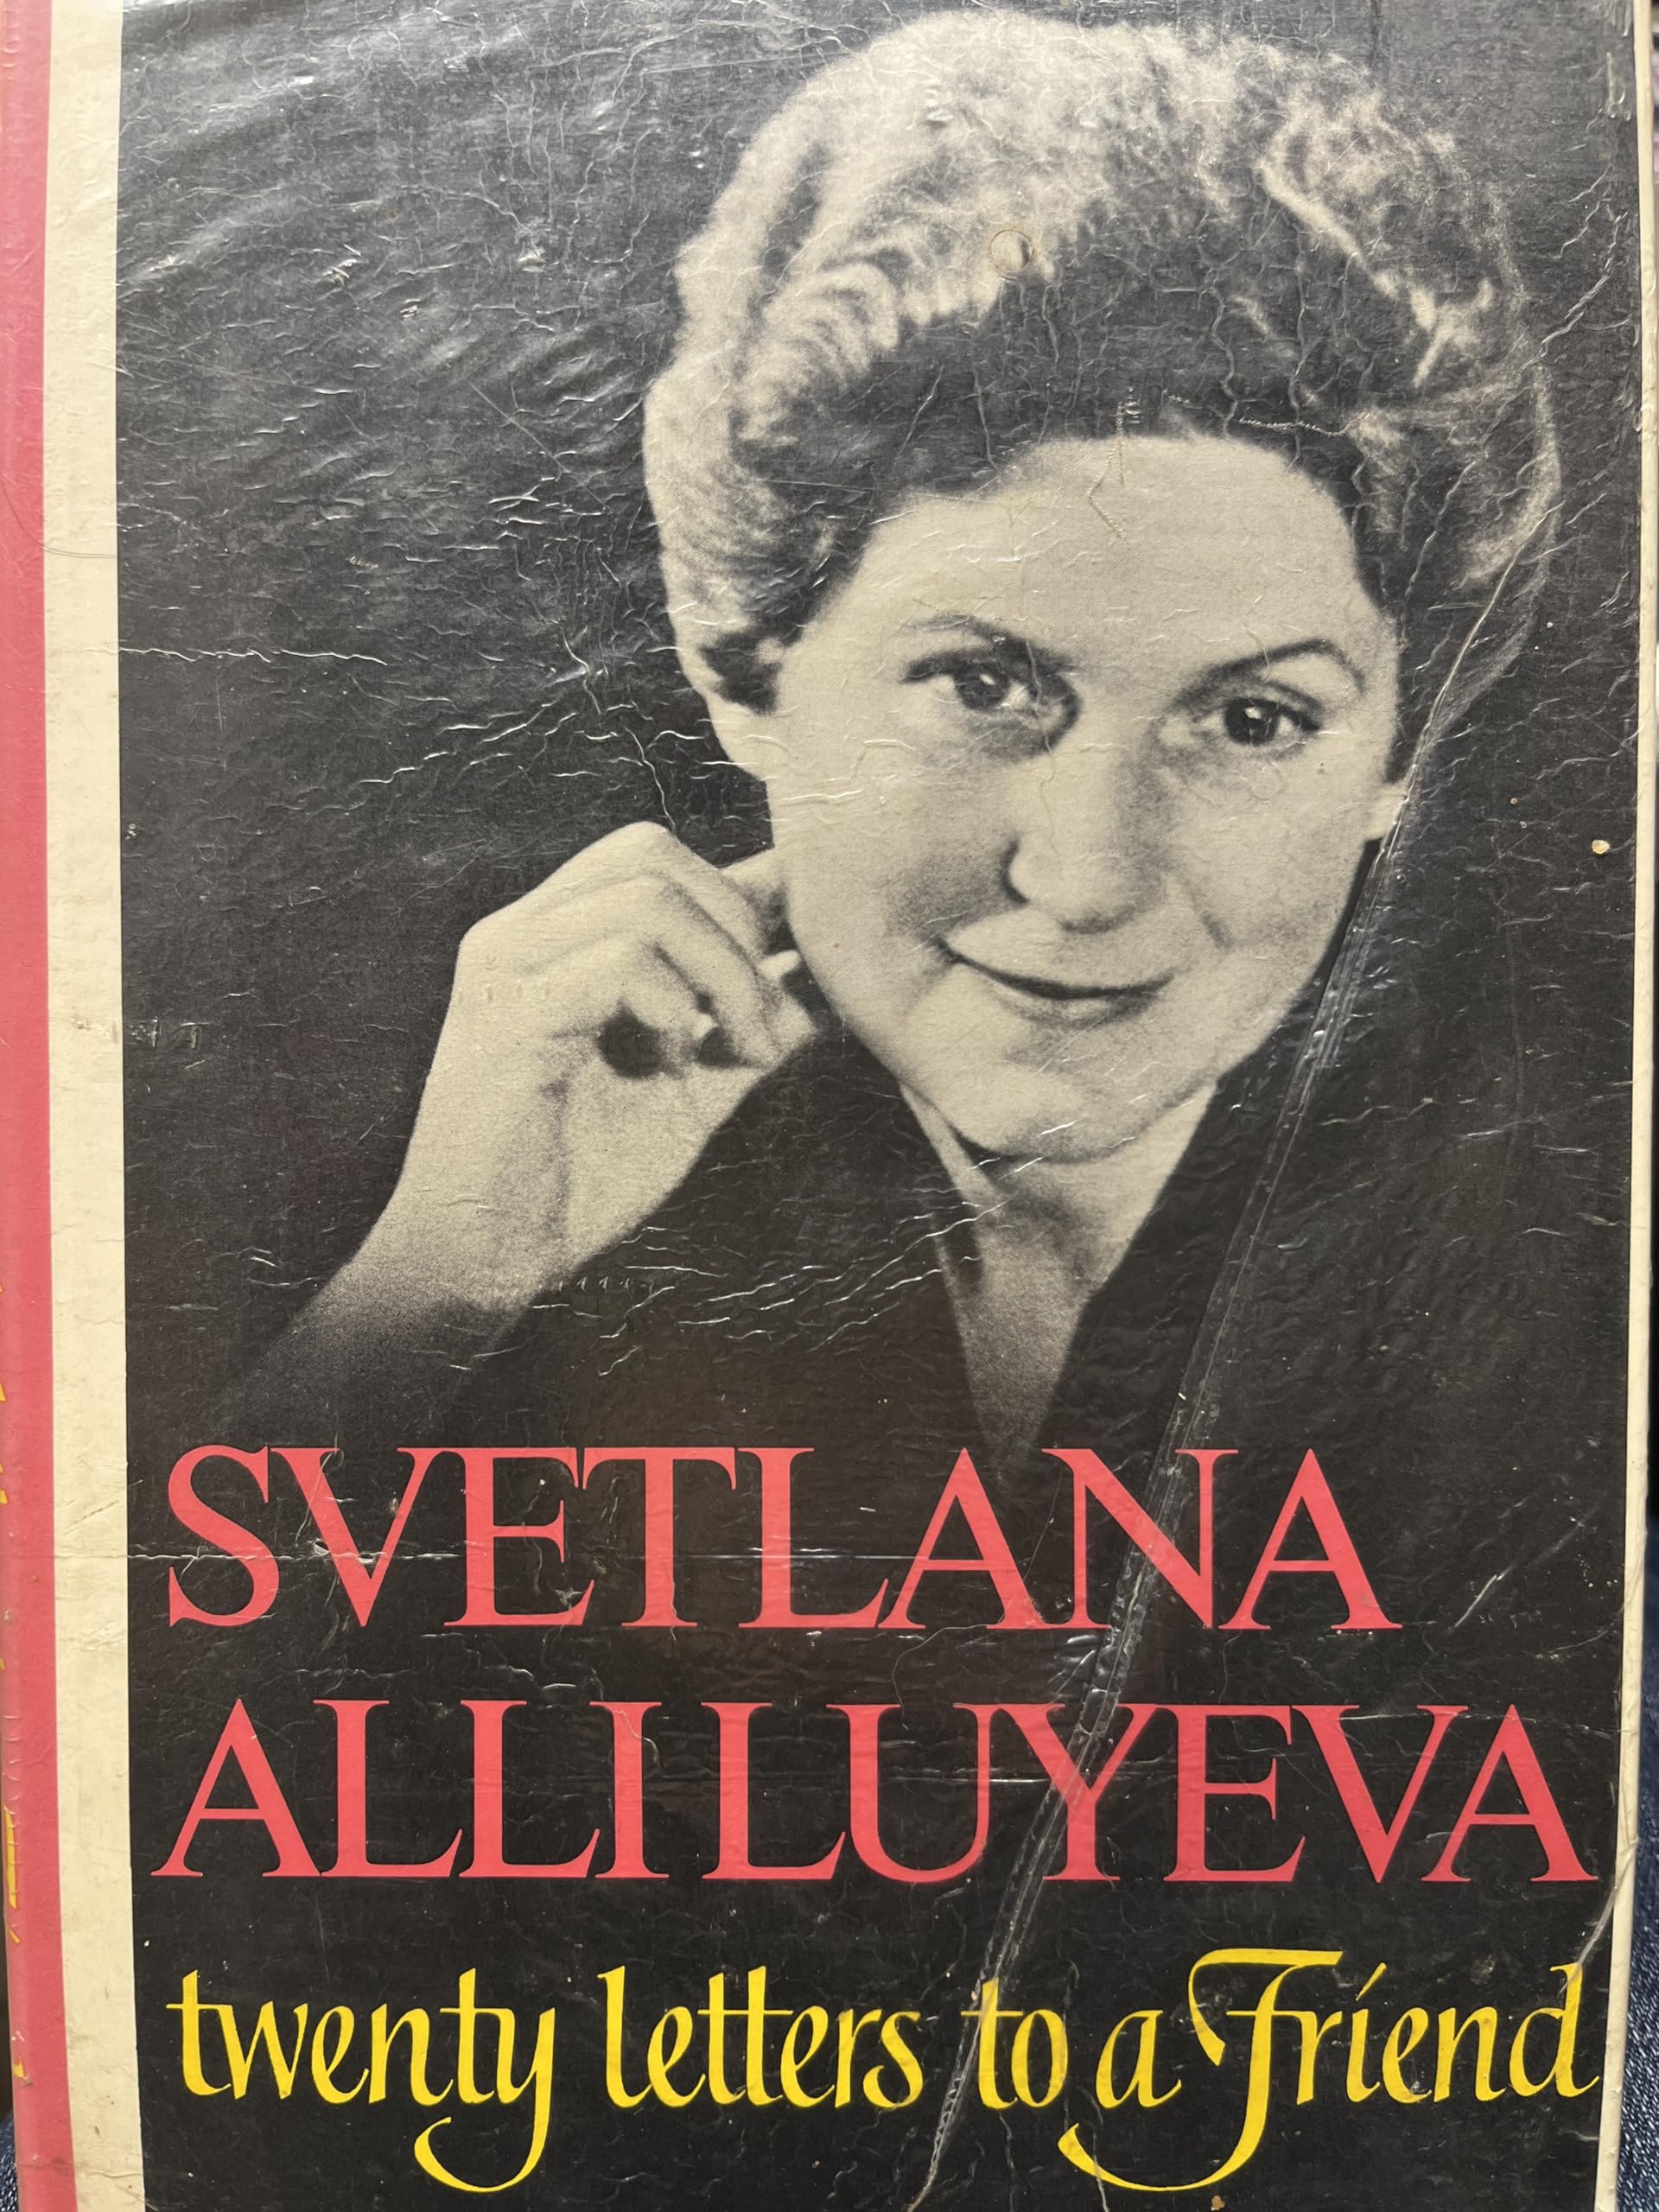 SVETLANA
ALLILUYEVA
twenty letters to a Friend